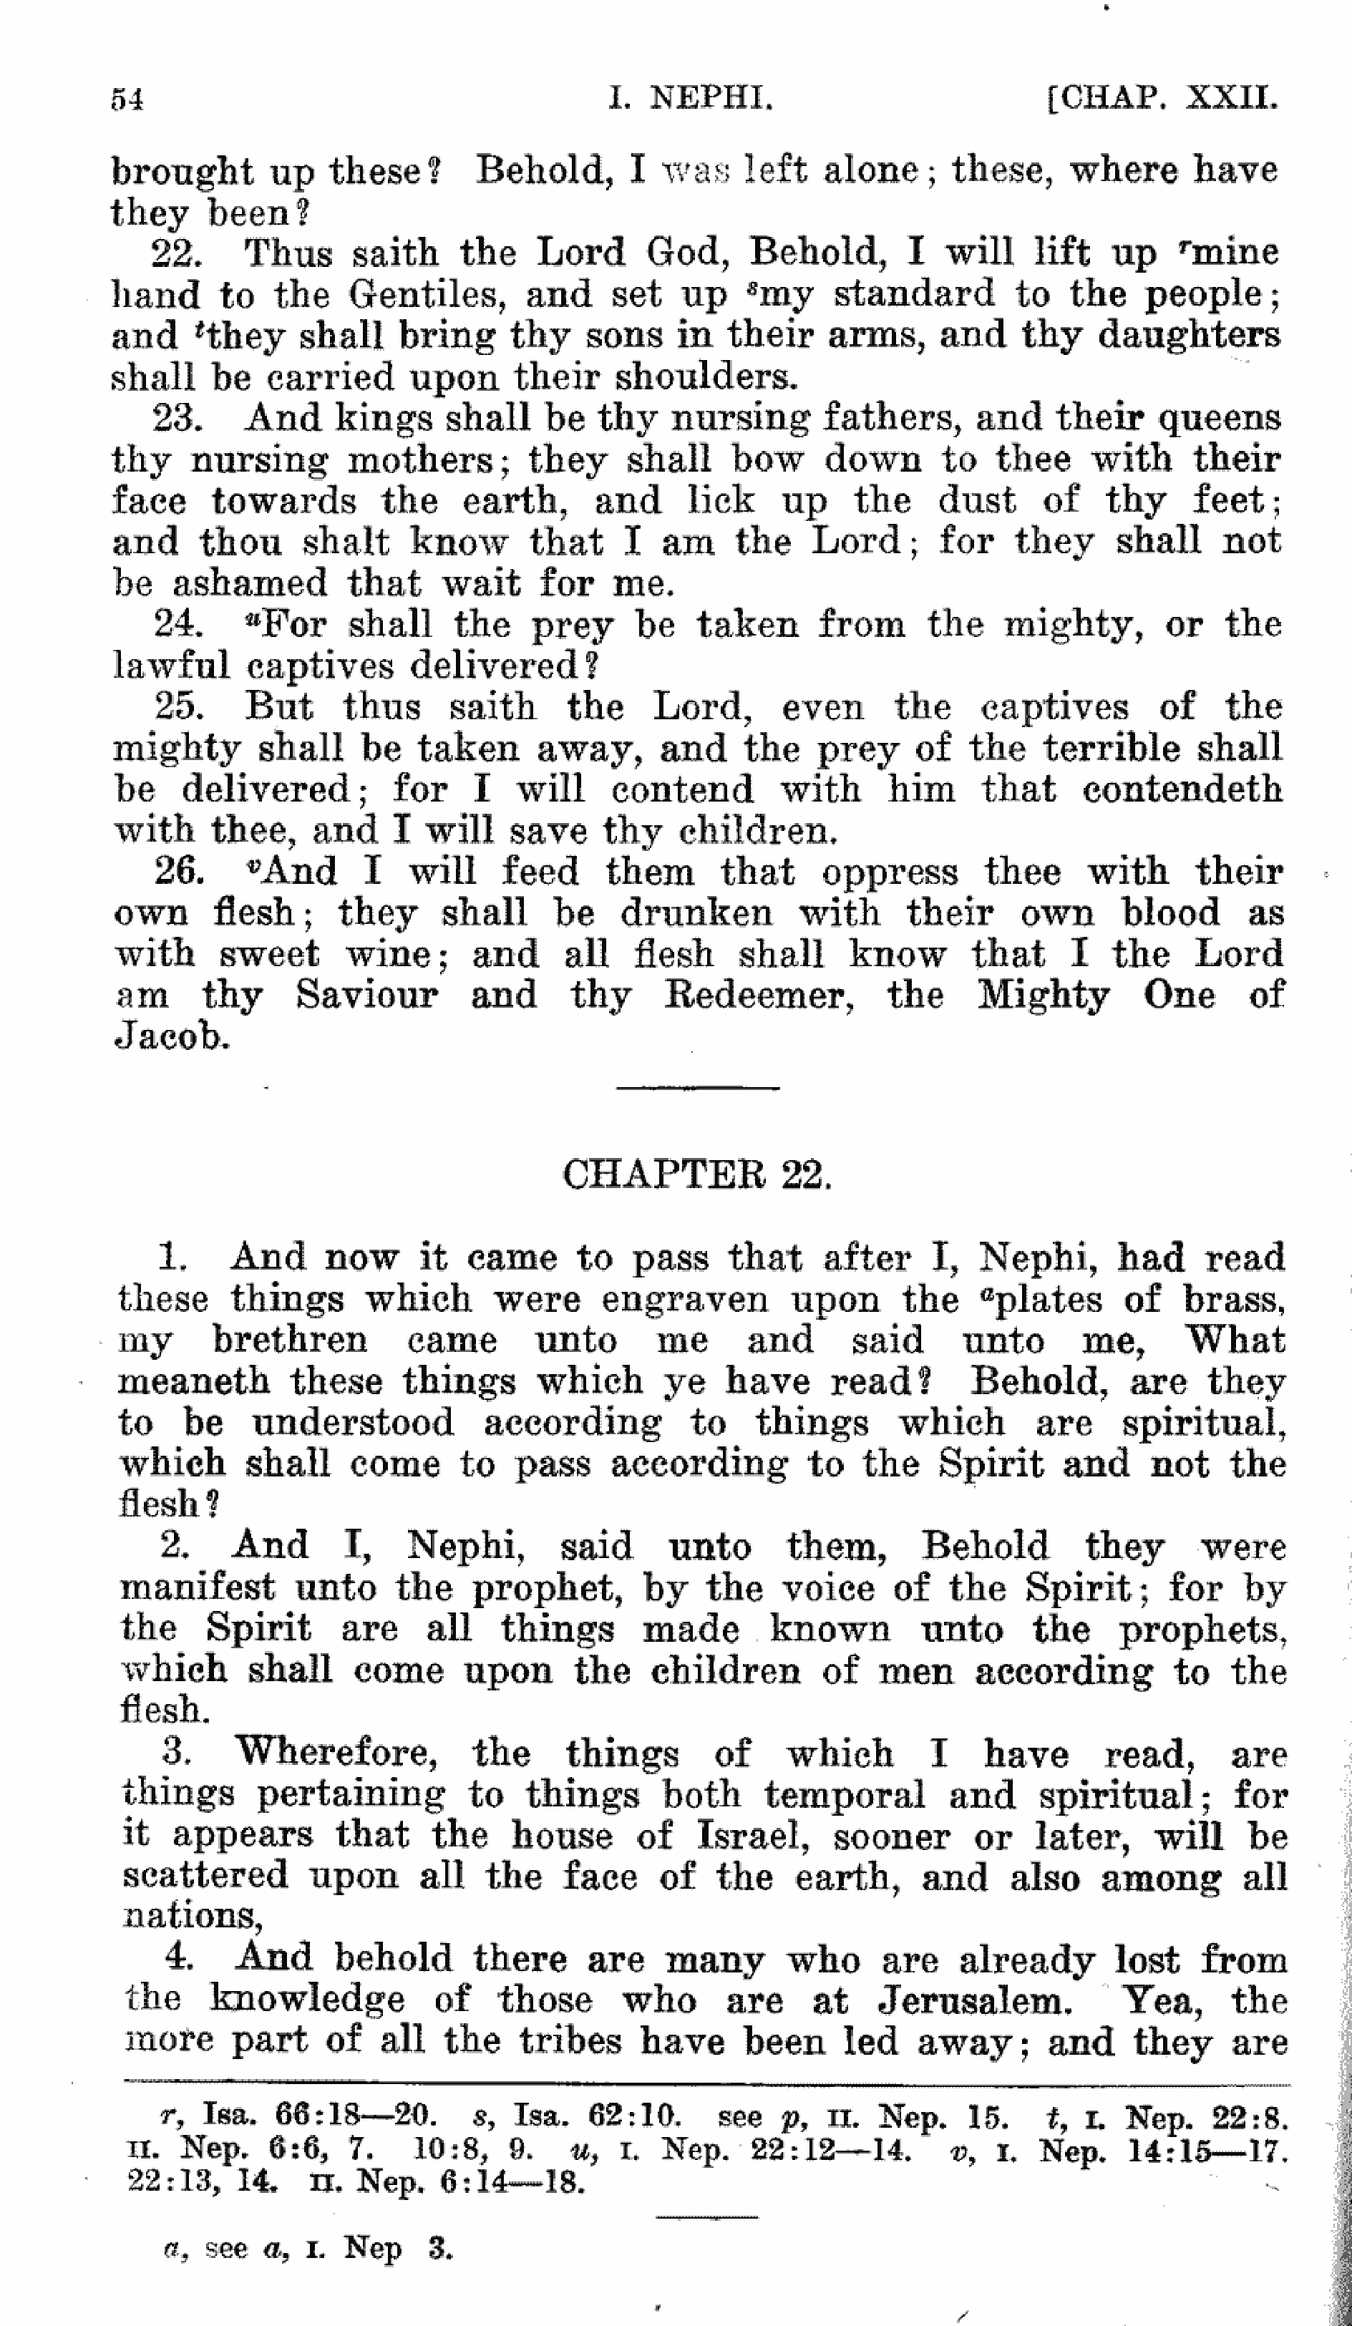 54 I. NEPHI. [CHAP. XXII.
brought up these? Behold, I was left alone; these, where have
they been?
22. Thus saith the Lord God, Behold, I will lift up rmine
hand to the Gentiles, and set up smy standard to the people;
and tthey shall bring thy sons in their arms, and thy daughters
shall be carried upon their shoulders.
23. And kings shall be thy nursing fathers, and their queens
thy nursing mothers; they shall bow down to thee with their
face towards the earth, and lick up the dust of thy feet;
and thou shalt know that I am the Lord; for they shall not
be ashamed that wait for me.
24. uFor shall the prey be taken from the mighty, or the
lawful captives delivered?
25. But thus saith the Lord, even the captives of the
mighty shall be taken away, and the prey of the terrible shall
be delivered; for I will contend with him that contendeth
with thee, and I will save thy children.
26. vAnd I will feed them that oppress thee with their
own flesh; they shall be drunken with their own blood as
with sweet wine; and all flesh shall know that I the Lord
am thy Saviour and thy Redeemer, the Mighty One of
Jacob.
CHAPTER 22.
1. And now it came to pass that after I, Nephi, had read
these things which were engraven upon the aplates of brass,
my brethren came unto me and said unto me, What
meaneth these things which ye have read? Behold, are they
to be understood according to things which are spiritual,
which shall come to pass according to the Spirit and not the
flesh?
2. And I, Nephi, said unto them, Behold they were
manifest unto the prophet, by the voice of the Spirit; for by
the Spirit are all things made known unto the prophets,
which shall come upon the children of men according to the
flesh.
3. Wherefore, the things of which I have read, are
things pertaining to things both temporal and spiritual; for
it appears that the house of Israel, sooner or later, will be
scattered upon all the face of the earth, and also among all
nations,
4. And behold there are many who are already lost from
the knowledge of those who are at Jerusalem. Yea, the
more part of all the tribes have been led away; and they are
r, Isa. 66:18—20. s, Isa. 62:10. see p, II. Nep. 15. t, I. Nep. 22:8.
II. Nep. 6:6, 7. 10:8, 9. u, I. Nep. 22:12—14. v, I. Nep. 14:15—17.
22:13, 14. II. Nep. 6:14—18.
a, see a, I. Nep 3.